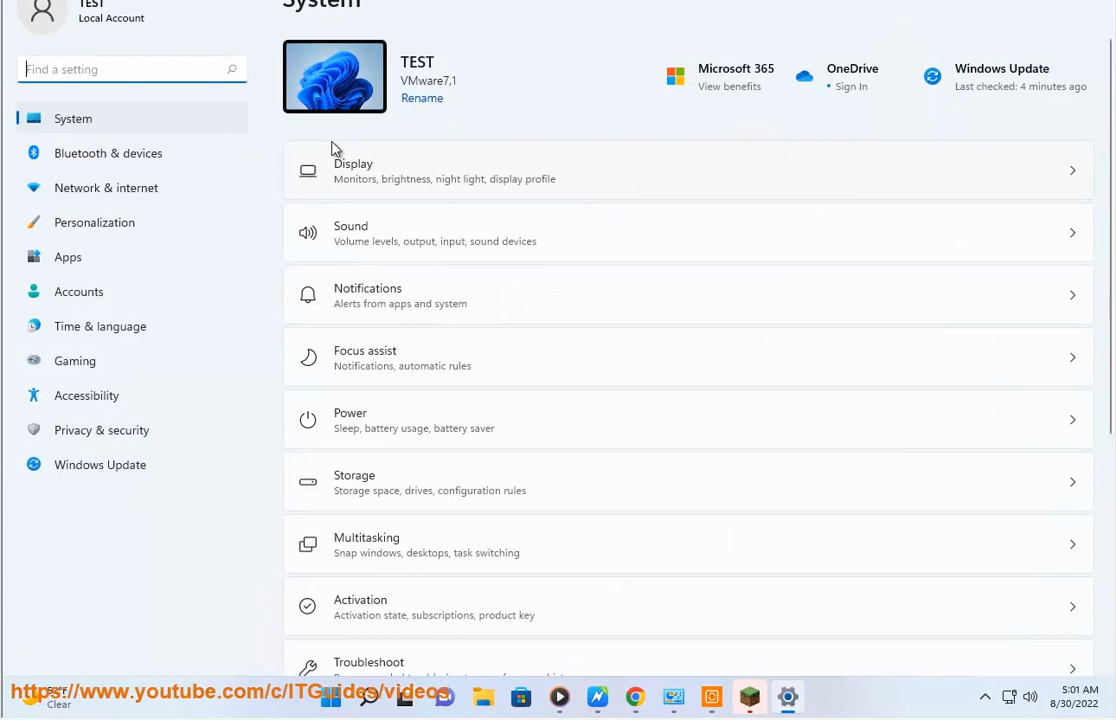 TEST
Local Account
System
Find a setting
System
Bluetooth & devices
Network & internet
Personalization
Apps
Accounts
Time & language
Gaming
Accessibility
Privacy & security
Windows Update
TEST
VMware7,1
Rename
Microsoft 365
View benefits
OneDrive
• Sign In
Windows Update
Last checked: 4 minutes ago
Display
Monitors, brightness, night light, display profile
Sound
Volume levels, output, input, sound devices
Notifications
Alerts from apps and system
Focus assist
Notifications, automatic rules
Power
Sleep, battery usage, battery saver
Storage
Storage space, drives, configuration rules
Multitasking
Snap windows, desktops, task switching
Activation
Activation state, subscriptions, product key
Troubleshoot
https://www.youtube.com/c/ITGuides/videos
Clear
5:01 AM
8/30/2022